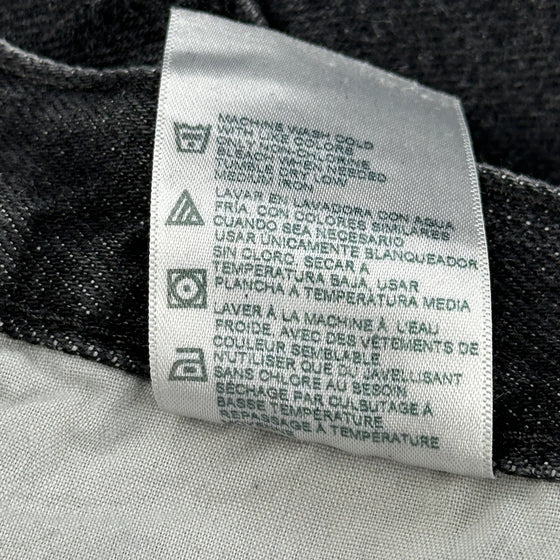 MACHINE WASH COLD
WITH LIKE COLORS
ONLY NON-CHLORINE
BLEACH WHEN NEEDED
TUMBLE DRY LOW
MEDIUM IRON
LAVAR EN LAVADORA CON AGUA
FRÍA CON COLORES SIMILARES
CUANDO SEA NECESARIO
USAR ÚNICAMENTE BLANQUEADOR
SIN CLORO, SECAR A
TEMPERATURA BAJA, USAR
PLANCHA A TEMPERATURA MEDIA
LAVER À LA MACHINE À L'EAU
FROIDE, AVEC DES VÊTEMENTS DE
COULEUR SEMBLABLE
N'UTILISER QUE DU JAVELLISANT
SANS CHLORE AU BESOIN
SÉCHAGE PAR CULBUTAGE À
BASSE TEMPÉRATURE
REPASSAGE À TEMPÉRATURE